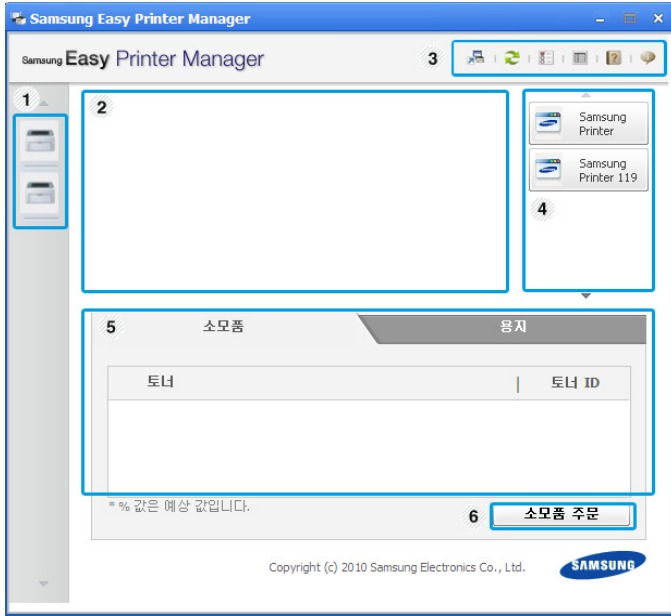 Samsung Easy Printer Manager
Samsung Easy Printer Manager
3
1
2
Samsung
Printer
Samsung
Printer 119
4
5 소모품 용지
토너 토너 ID
* % 값은 예상 값입니다.
6 소모품 주문
Copyright (c) 2010 Samsung Electronics Co., Ltd.
SAMSUNG